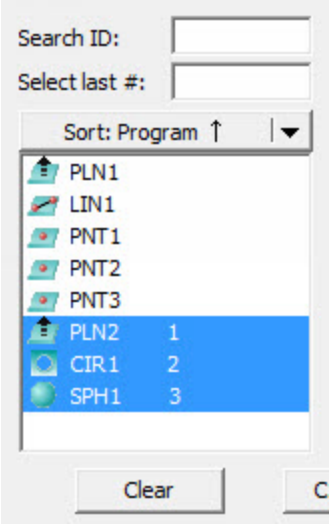 Search ID:
Select last #:
Sort: Program ↑
PLN1
LIN1
PNT1
PNT2
PNT3
PLN2 1
CIR1 2
SPH1 3
Clear C